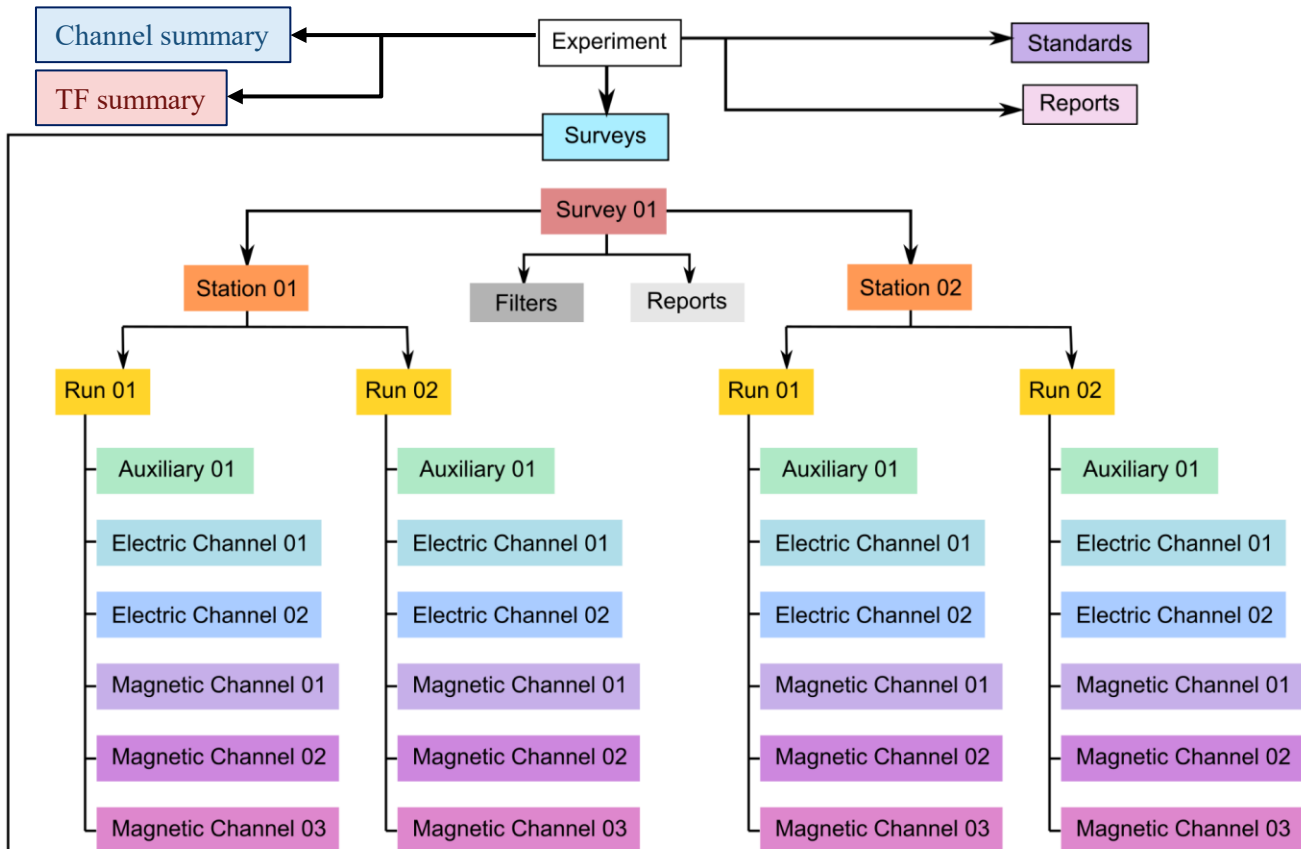 Channel summary
Experiment
Standards
TF summary
Reports
Surveys
Survey 01
Station 01
Filters
Reports
Station 02
Run 01
Run 02
Run 01
Run 02
Auxiliary 01
Auxiliary 01
Auxiliary 01
Auxiliary 01
Electric Channel 01
Electric Channel 01
Electric Channel 01
Electric Channel 01
Electric Channel 02
Electric Channel 02
Electric Channel 02
Electric Channel 02
Magnetic Channel 01
Magnetic Channel 01
Magnetic Channel 01
Magnetic Channel 01
Magnetic Channel 02
Magnetic Channel 02
Magnetic Channel 02
Magnetic Channel 02
Magnetic Channel 03
Magnetic Channel 03
Magnetic Channel 03
Magnetic Channel 03